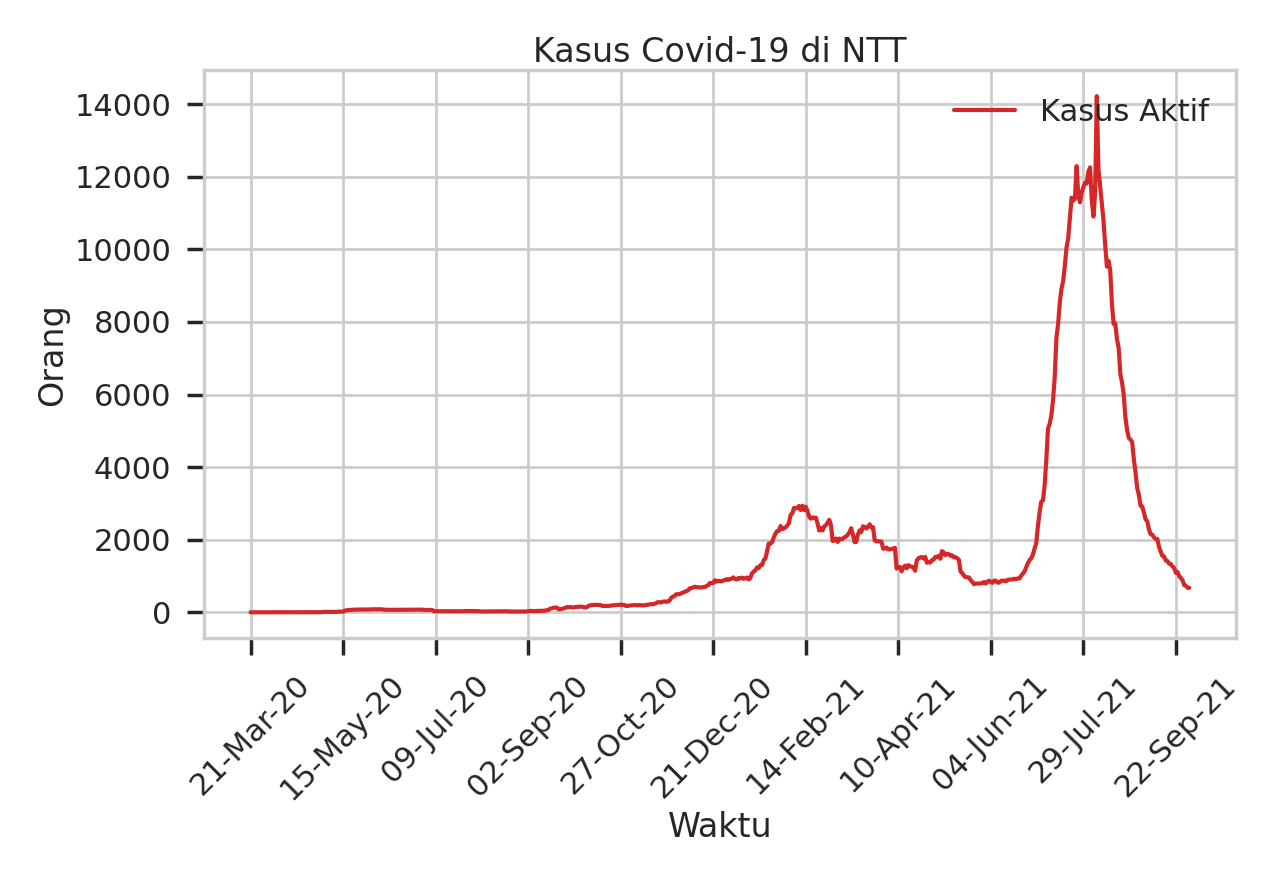 Kasus Covid-19 di NTT
Kasus Aktif
14000
12000
10000
8000
6000
4000
2000
0
Orang
21-Mar-20
15-May-20
09-Jul-20
02-Sep-20
27-Oct-20
21-Dec-20
14-Feb-21
10-Apr-21
04-Jun-21
29-Jul-21
22-Sep-21
Waktu